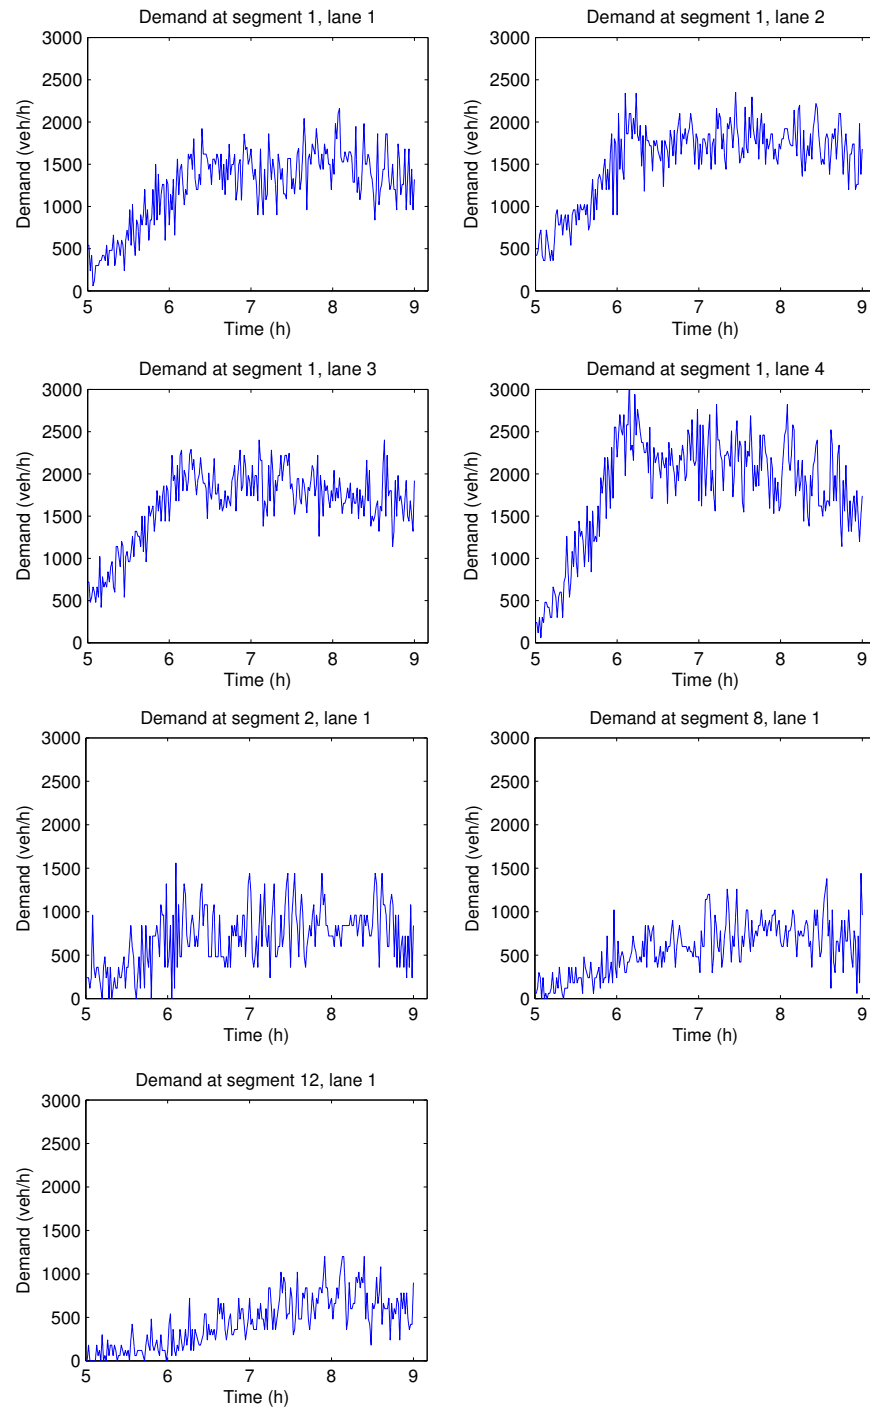 Demand at segment 1, lane 1
3000
2500
2000
1500
1000
500
0
Demand (veh/h)
5 6 7 8 9
Time (h)
Demand at segment 1, lane 2
3000
2500
2000
1500
1000
500
0
Demand (veh/h)
5 6 7 8 9
Time (h)
Demand at segment 1, lane 3
3000
2500
2000
1500
1000
500
0
Demand (veh/h)
5 6 7 8 9
Time (h)
Demand at segment 1, lane 4
3000
2500
2000
1500
1000
500
0
Demand (veh/h)
5 6 7 8 9
Time (h)
Demand at segment 2, lane 1
3000
2500
2000
1500
1000
500
0
Demand (veh/h)
5 6 7 8 9
Time (h)
Demand at segment 8, lane 1
3000
2500
2000
1500
1000
500
0
Demand (veh/h)
5 6 7 8 9
Time (h)
Demand at segment 12, lane 1
3000
2500
2000
1500
1000
500
0
Demand (veh/h)
5 6 7 8 9
Time (h)